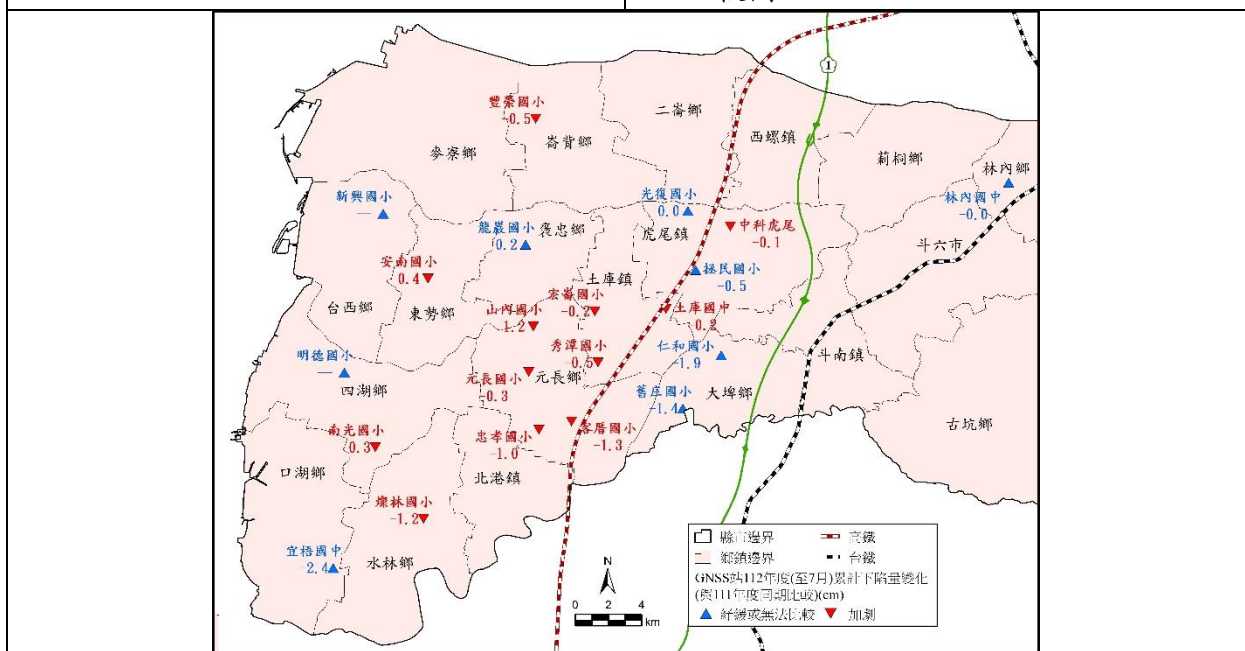 豐榮國小
-0.5
二崙鄉
1
西螺鎮
崙背鄉
麥寮鄉
莿桐鄉
林內鄉
林內國中
-0.0
新興國小
—
光復國小
0.0
龍巖國小
0.2
褒忠鄉
虎尾鎮
中科虎尾
-0.1
斗六市
安南國小
0.4
土庫鎮
拯民國小
-0.5
台西鄉
東勢鄉
宏崙國小
-0.2
山內國小
土庫國中
明德國小
—
秀潭國小
-0.5
仁和國小
-1.9
斗南鎮
四湖鄉
元長國小
-0.3
元長鄉
舊庄國小
-1.4
大埤鄉
古坑鄉
南光國小
0.3
忠孝國小
-1.0
客厝國小
-1.3
口湖鄉
北港鎮
燦林國小
-1.2
宜梧國中
-2.4
水林鄉
N
0 2 4
km
縣市邊界
高鐵
鄉鎮邊界
台鐵
GNSS站112年度(至7月)累計下陷量變化
(與111年度同期比較)(cm)
紓緩或無法比較
加劇